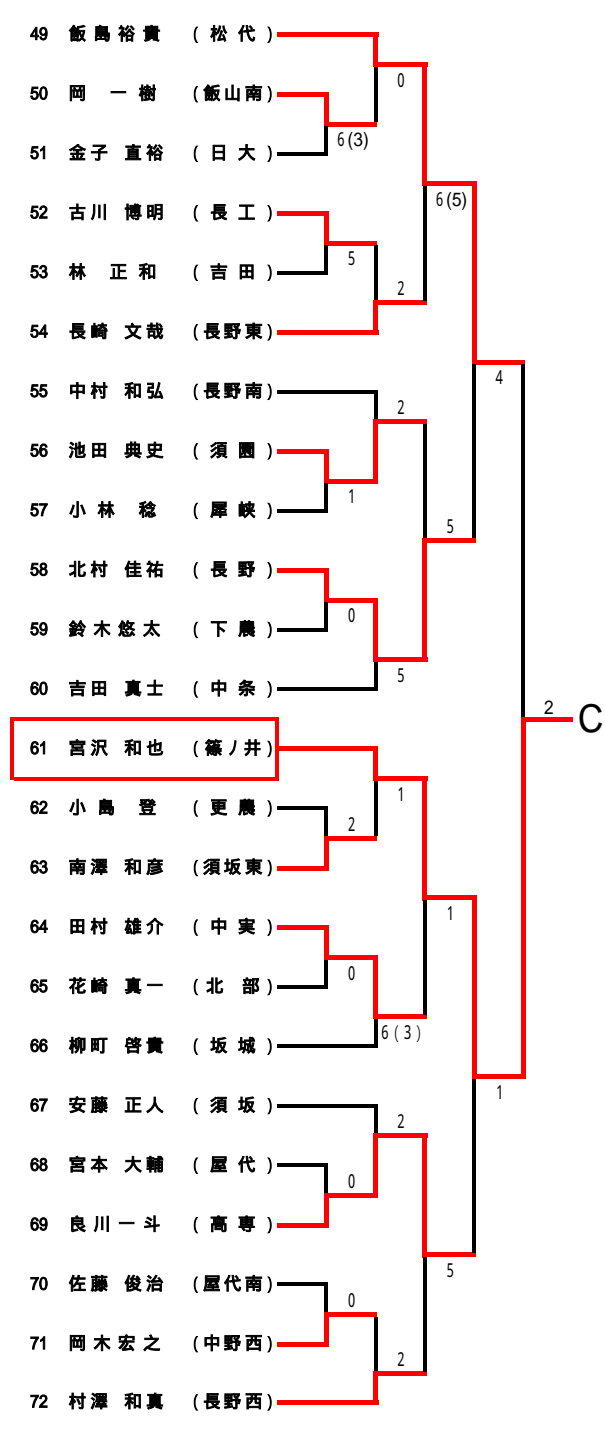 49 飯島裕貴 (松代)
0
50 岡 一樹 (飯山南)
6(3)
51 金子 直裕 (日大)
6(5)
52 古川 博明 (長工)
5
53 林 正和 (吉田)
2
54 長崎 文哉 (長野東)
4
55 中村 和弘 (長野南)
2
56 池田 典史 (須園)
1
57 小林 稔 (犀峡)
5
58 北村 佳祐 (長野)
0
59 鈴木悠太 (下農)
5
60 吉田 真士 (中条)
2 C
61 宮沢 和也 (篠ノ井)
1
62 小島 登 (更農)
2
63 南澤 和彦 (須坂東)
1
64 田村 雄介 (中実)
0
65 花崎 真一 (北部)
6(3)
66 柳町 啓貴 (坂城)
1
67 安藤 正人 (須坂)
2
68 宮本 大輔 (屋代)
0
69 良川一斗 (高専)
5
70 佐藤 俊治 (屋代南)
0
71 岡木宏之 (中野西)
2
72 村澤 和真 (長野西)